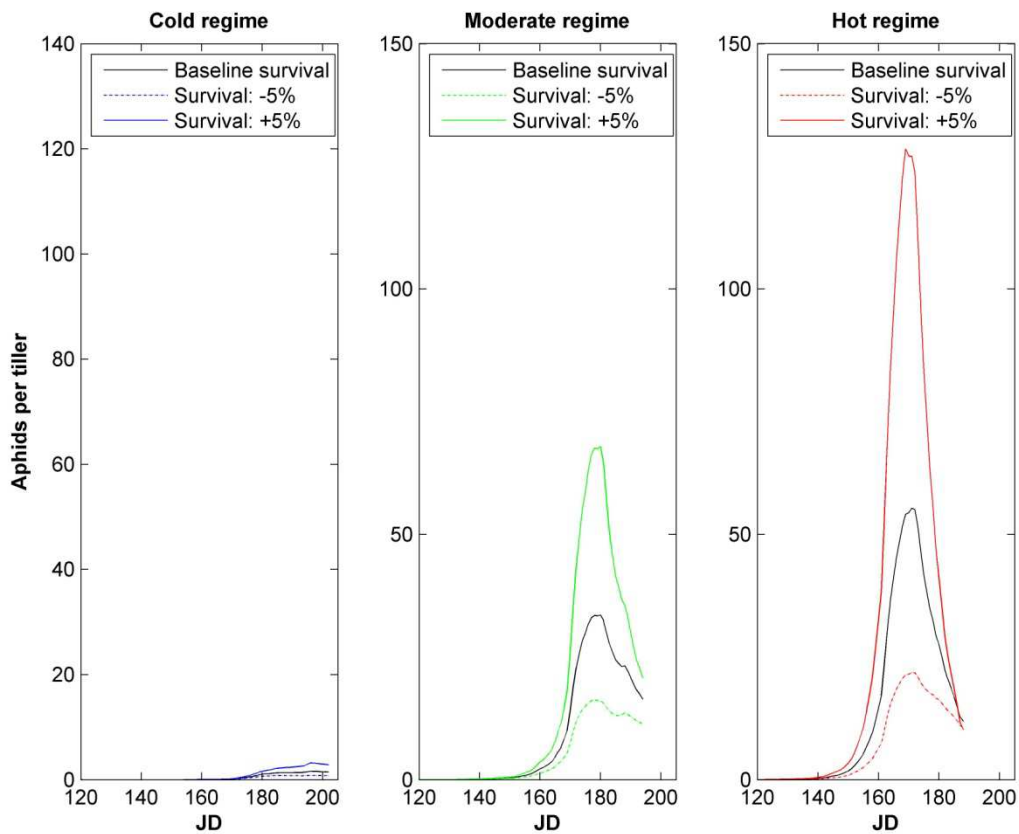 Cold regime
Moderate regime
Hot regime
Aphids per tiller
140
120
100
80
60
40
20
0
Baseline survival
Survival: -5%
Survival: +5%
120 140 160 180 200
JD
150
100
50
0
Baseline survival
Survival: -5%
Survival: +5%
120 140 160 180 200
JD
150
100
50
0
Baseline survival
Survival: -5%
Survival: +5%
120 140 160 180 200
JD